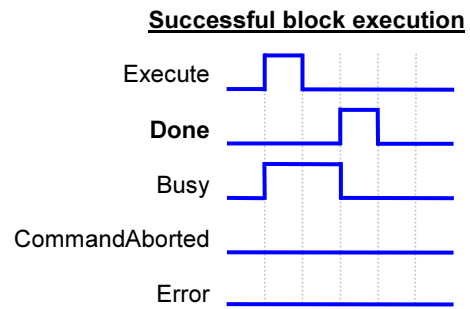 Successful block execution
Execute
Done
Busy
CommandAborted
Error